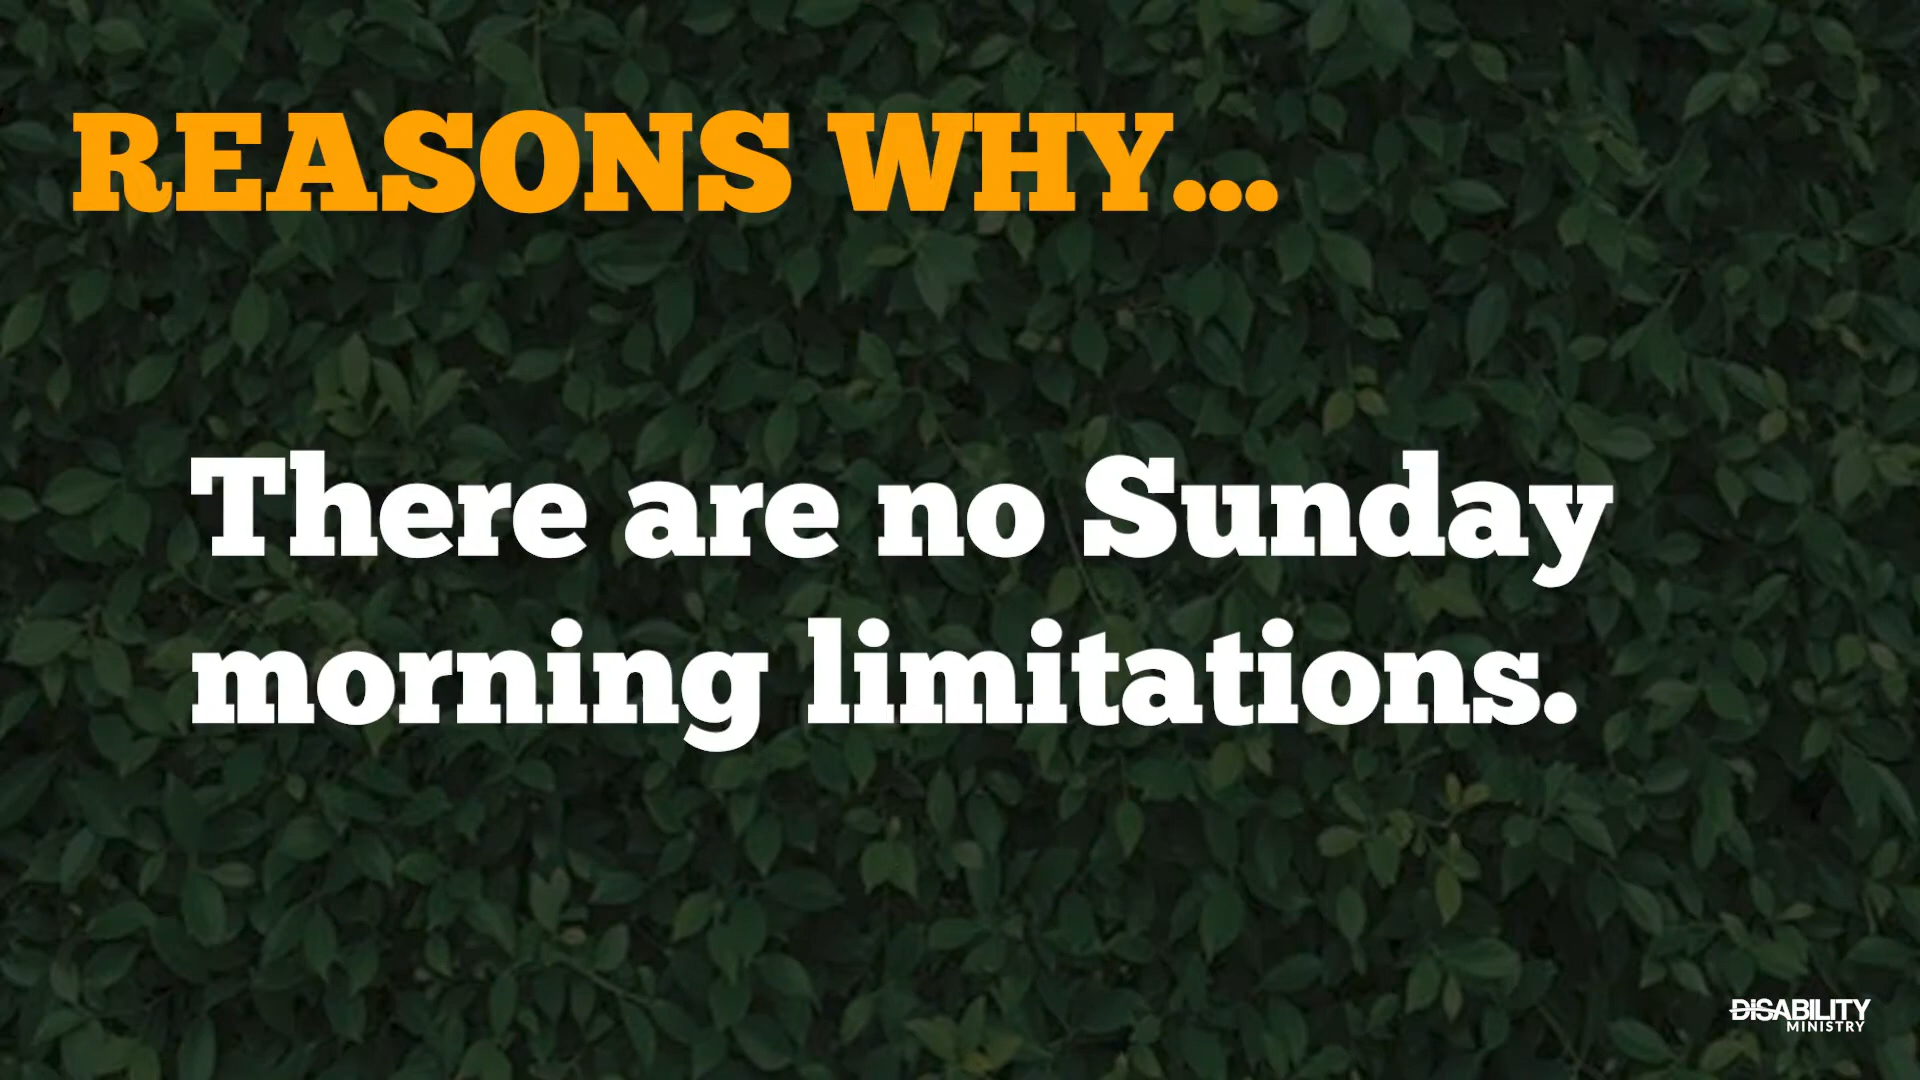 REASONS WHY...
There are no Sunday
morning limitations.
DiSABILITY
MINISTRY